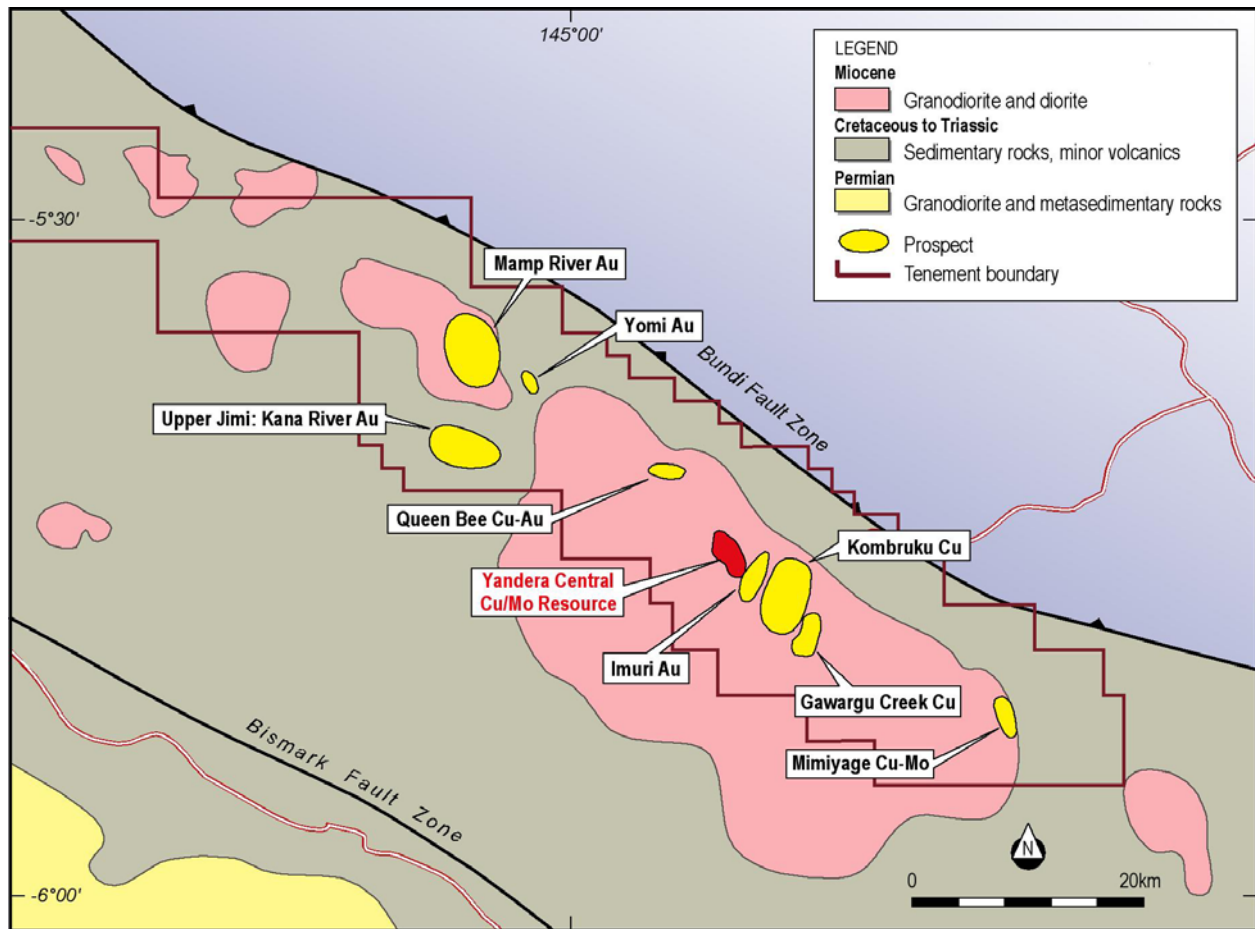 145°00'
LEGEND
Miocene
Granodiorite and diorite
Cretaceous to Triassic
Sedimentary rocks, minor volcanics
Permian
Granodiorite and metasedimentary rocks
Prospect
Tenement boundary
-5°30'
Mamp River Au
Yomi Au
Bundi Fault Zone
Upper Jimi: Kana River Au
Queen Bee Cu-Au
Kombruku Cu
Yandera Central
Cu/Mo Resource
Imuri Au
Gawargu Creek Cu
Mimiyage Cu-Mo
Bismark Fault Zone
N
-6°00'
0 20km